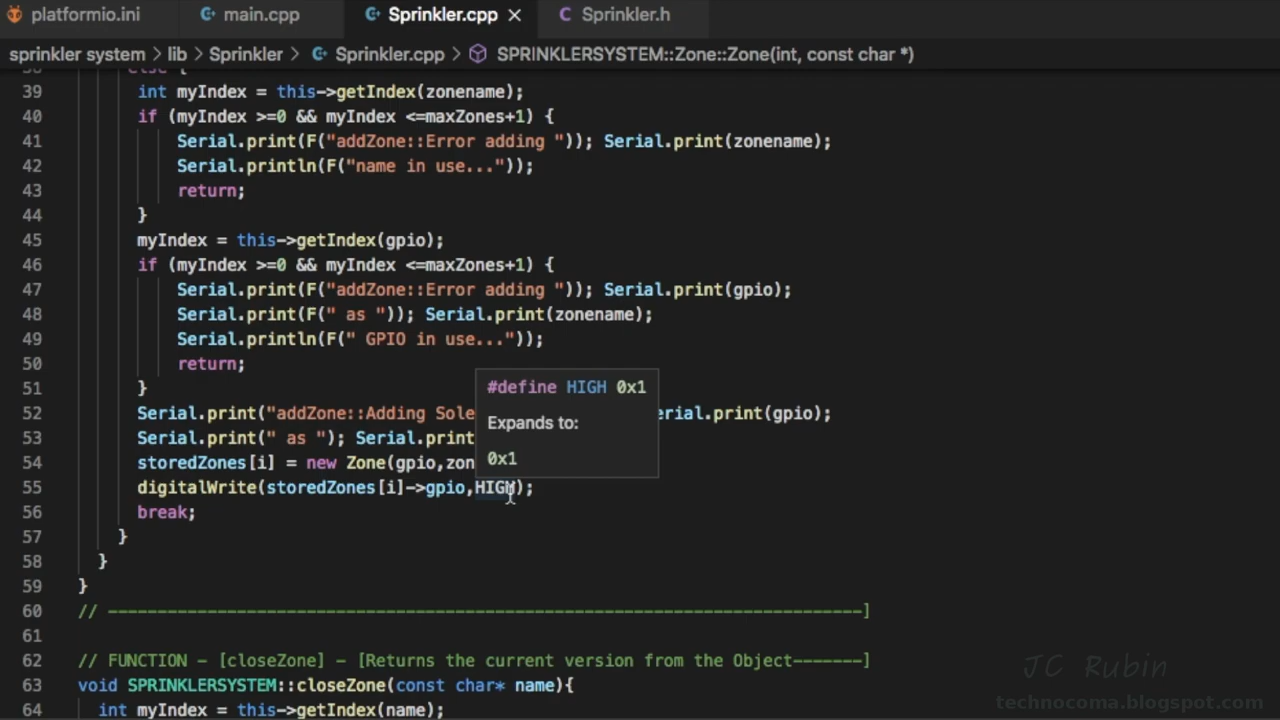 platformio.ini main.cpp Sprinkler.cpp × Sprinkler.h
sprinkler system > lib > Sprinkler > Sprinkler.cpp > SPRINKLERSYSTEM::Zone::Zone(int, const char *)
39 int myIndex = this->getIndex(zonename);
40 if (myIndex >=0 && myIndex <=maxZones+1) {
41 Serial.print(F("addZone::Error adding ")); Serial.print(zonename);
42 Serial.println(F("name in use..."));
43 return;
44 }
45 myIndex = this->getIndex(gpio);
46 if (myIndex >=0 && myIndex <=maxZones+1) {
47 Serial.print(F("addZone::Error adding ")); Serial.print(gpio);
48 Serial.print(F(" as ")); Serial.print(zonename);
49 Serial.println(F(" GPIO in use..."));
50 return;
51 }
#define HIGH 0x1
Expands to:
0x1
52 Serial.print("addZone::Adding Sole erial.print(gpio);
53 Serial.print(" as "); Serial.print
54 storedZones[i] = new Zone(gpio,zon
55 digitalWrite(storedZones[i]->gpio,HIGH);
56 break;
57 }
58 }
59 }
60 // ----------------------------------------------------------------------------]
61
62 // FUNCTION - [closeZone] - [Returns the current version from the Object-------]
63 void SPRINKLERSYSTEM::closeZone(const char* name){
64 int myIndex = this->getIndex(name);
JC Rubin
technocoma.blogspot.com